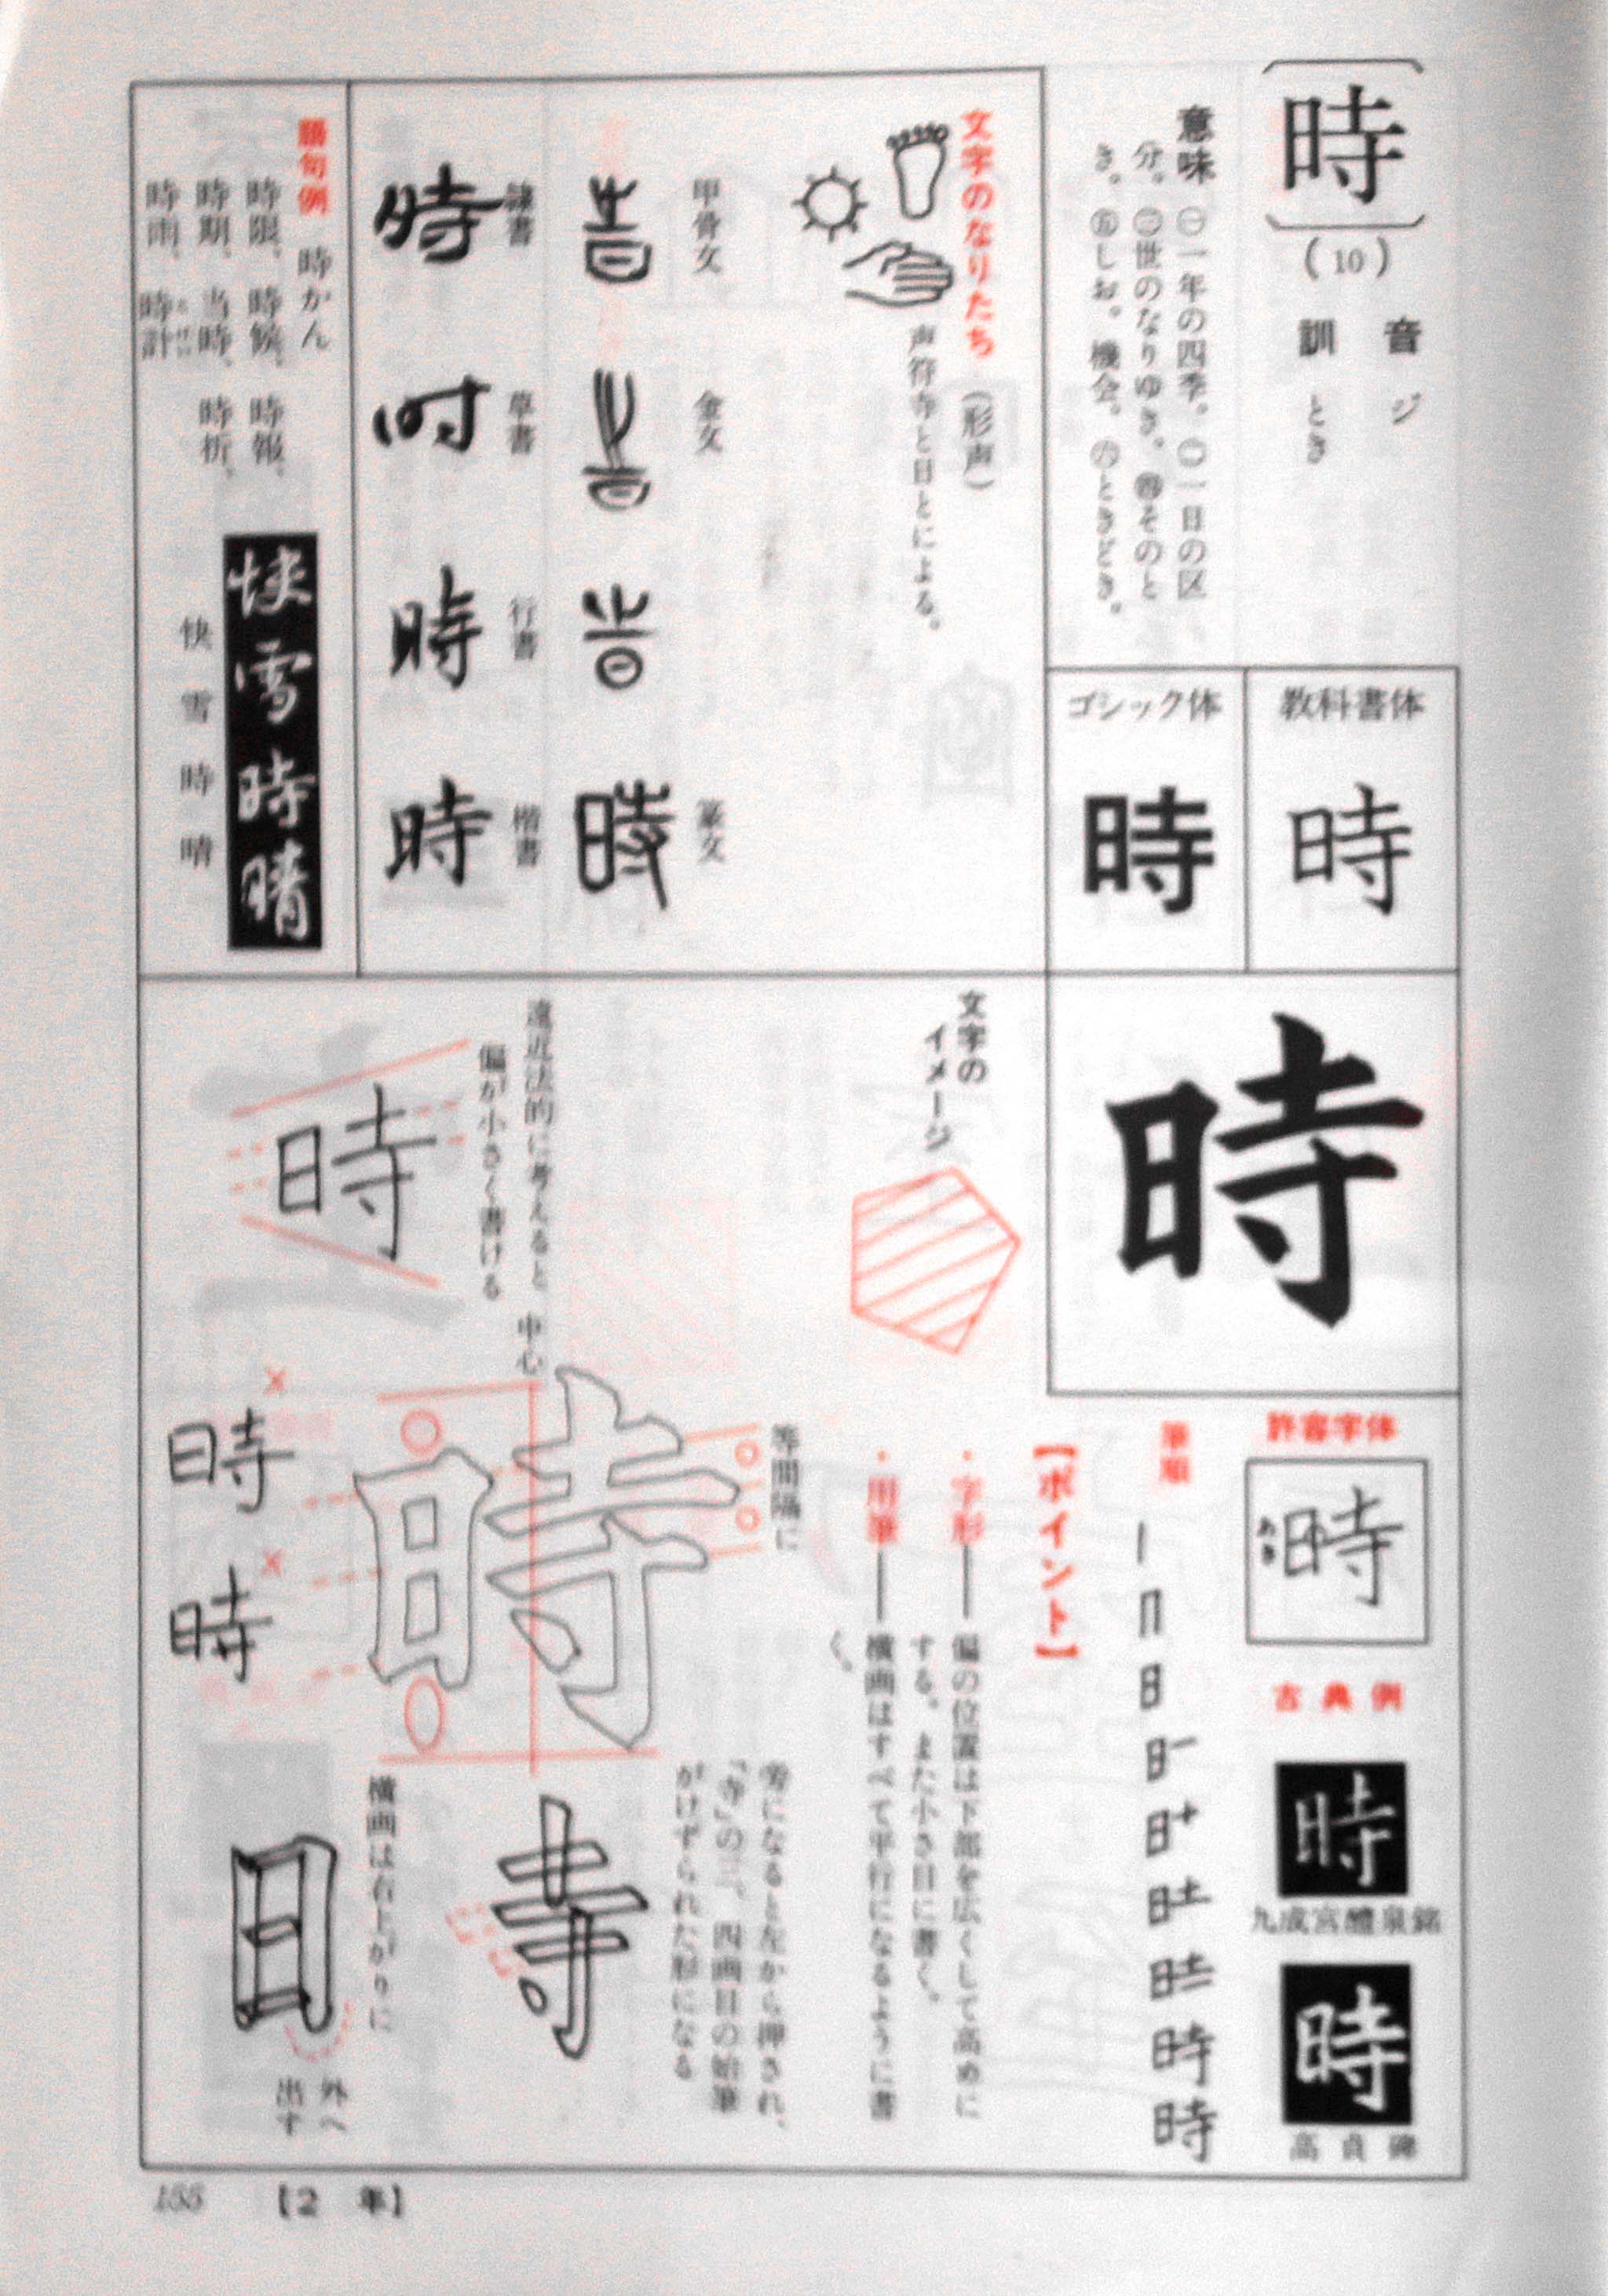 時
(10)
音 ジ
訓 とき
意味 ㊀一年の四季。㊁一日の区
分。㊂世のなりゆき。㊃そのと
き。㊄しお。機会。㊅ときどき。
教科書体
時
ゴシック体
時
時
文字のなりたち (形声)
声符寺と日とによる。
甲骨文
金文
篆文
隷書
時
草書
時
行書
時
楷書
時
語句例 時かん
時限、時候、時報、
時期、当時、時折、
時雨、時計
快雪時晴
快雪時晴
許容字体
時
古典例
時
九成宮醴泉銘
時
高貞碑
筆順
時
【ポイント】
・字形——偏の位置は下部を広くして高めに
する。また小さ目に書く。
・用筆——横画はすべて平行になるように書
く。
文字の
イメージ
等間隔に
時
旁になると左から押され、
「寺」の三、四画目の始筆
がけずられた形になる
寺
遠近法的に考えると 中心
偏が小さく書ける
時
×
時
×
時
横画は右上がりに
日
外へ
出す
155
【2 年】